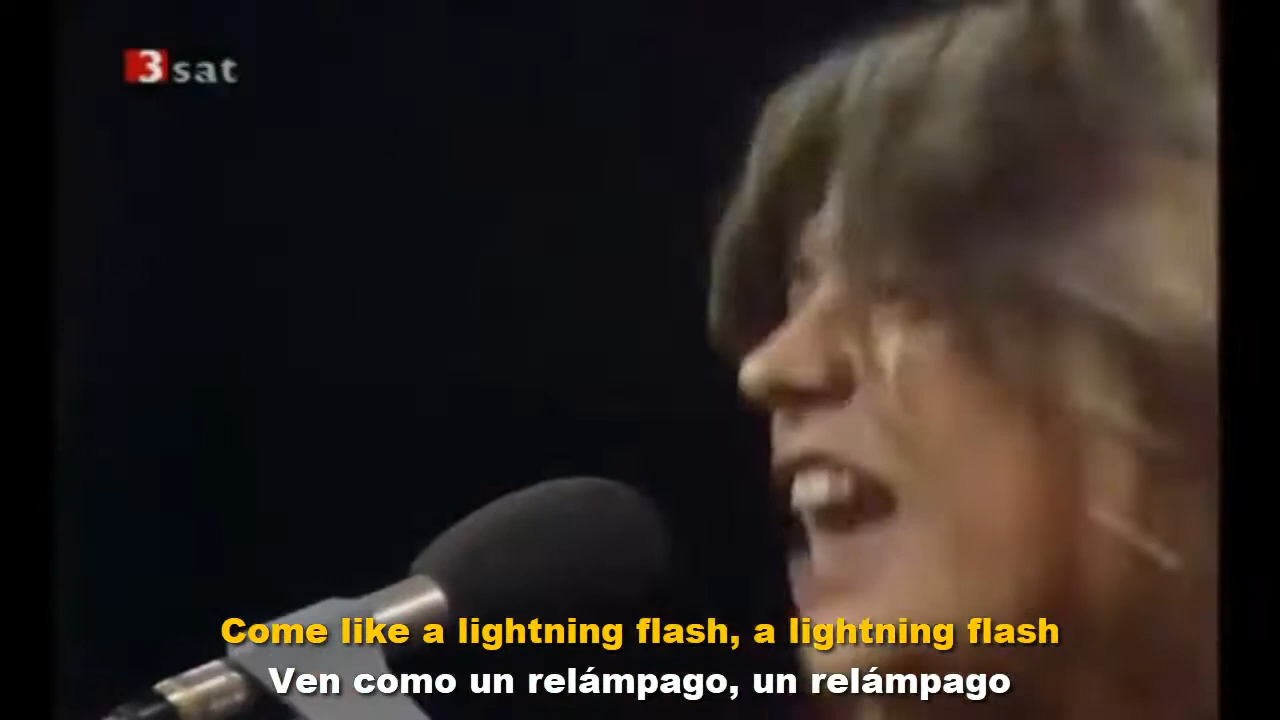 3sat
Come like a lightning flash, a lightning flash
Ven como un relámpago, un relámpago